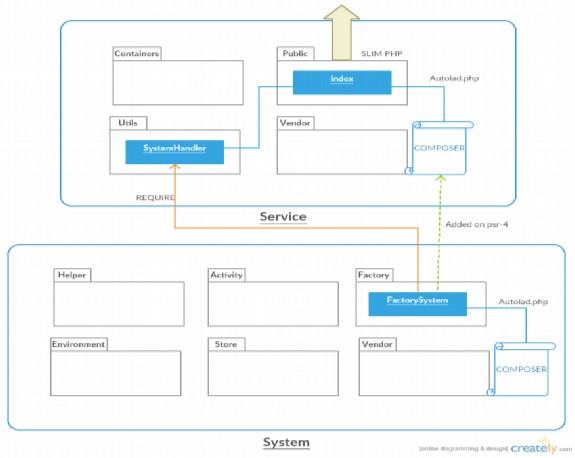 Containers
Public
SLIM PHP
Index
Autolad.php
Utils
SystemHandler
Vendor
COMPOSER
REQUIRE
Service
Added on psr-4
Helper
Activity
Factory
FactorySystem
Autolad.php
Environment
Store
Vendor
COMPOSER
System
[online diagramming & design] creately.com